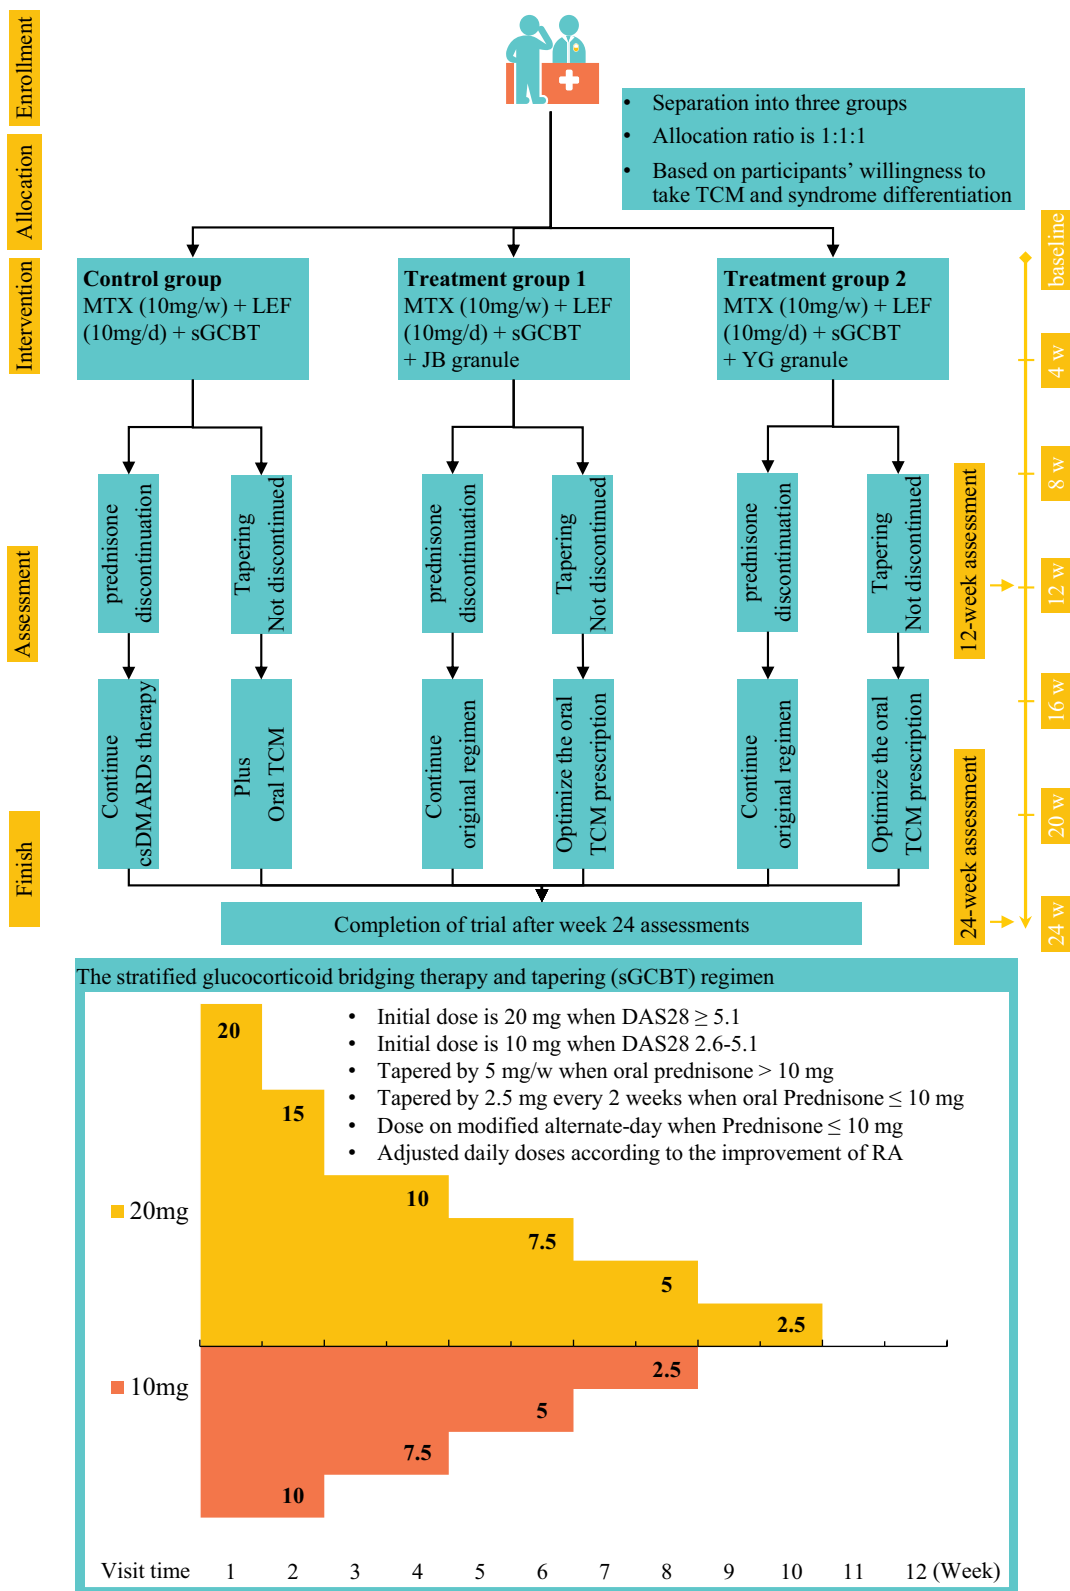 Enrollment
Allocation
Intervention
Assessment
Finish
• Separation into three groups
• Allocation ratio is 1:1:1
• Based on participants’ willingness to
take TCM and syndrome differentiation
Control group
MTX (10mg/w) + LEF
(10mg/d) + sGCBT
Treatment group 1
MTX (10mg/w) + LEF
(10mg/d) + sGCBT
+ JB granule
Treatment group 2
MTX (10mg/w) + LEF
(10mg/d) + sGCBT
+ YG granule
prednisone
discontinuation
Tapering
Not discontinued
prednisone
discontinuation
Tapering
Not discontinued
prednisone
discontinuation
Tapering
Not discontinued
Continue
csDMARDs therapy
Plus
Oral TCM
Continue
original regimen
Optimize the oral
TCM prescription
Continue
original regimen
Optimize the oral
TCM prescription
Completion of trial after week 24 assessments
12-week assessment
24-week assessment
baseline
4 w
8 w
12 w
16 w
20 w
24 w
The stratified glucocorticoid bridging therapy and tapering (sGCBT) regimen
• Initial dose is 20 mg when DAS28 ≥ 5.1
• Initial dose is 10 mg when DAS28 2.6-5.1
• Tapered by 5 mg/w when oral prednisone > 10 mg
• Tapered by 2.5 mg every 2 weeks when oral Prednisone ≤ 10 mg
• Dose on modified alternate-day when Prednisone ≤ 10 mg
• Adjusted daily doses according to the improvement of RA
20
15
10
7.5
5
2.5
20mg
10mg
2.5
5
7.5
10
Visit time 1 2 3 4 5 6 7 8 9 10 11 12 (Week)